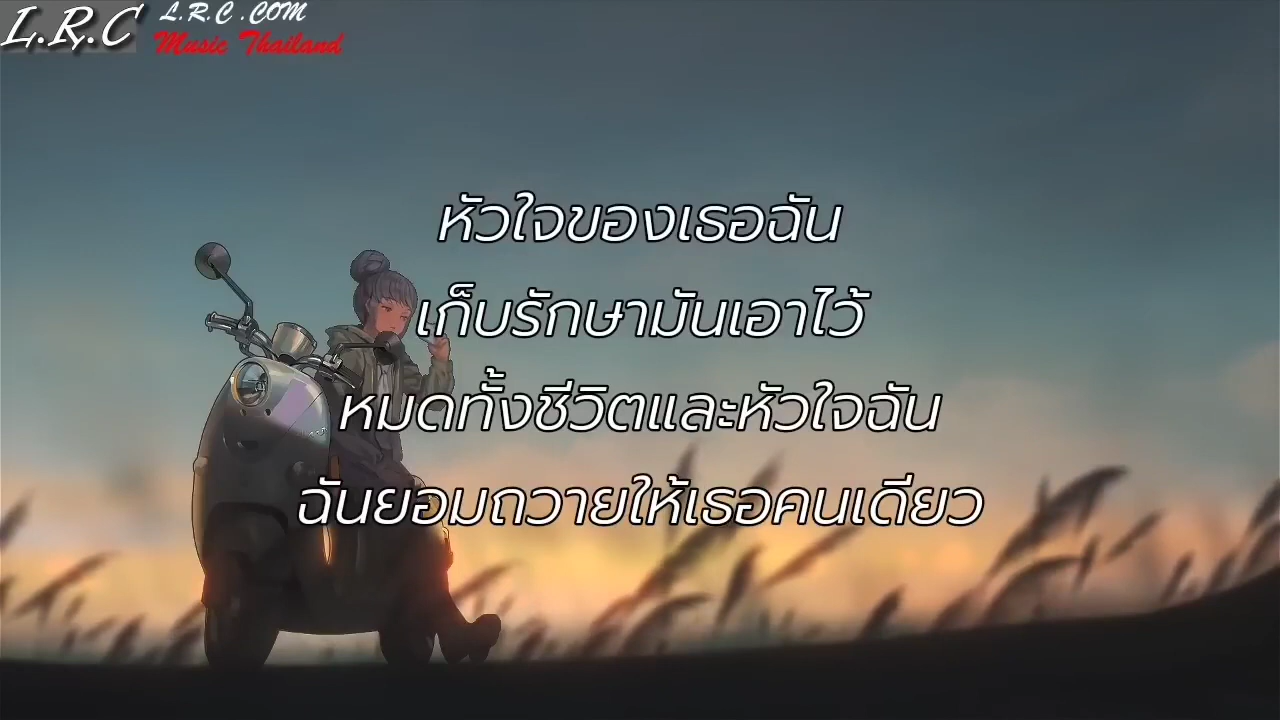 L.R.C
L.R.C .COM
Music Thailand
หัวใจของเธอฉัน
เก็บรักษามันเอาไว้
หมดทั้งชีวิตและหัวใจฉัน
ฉันยอมถวายให้เธอคนเดียว